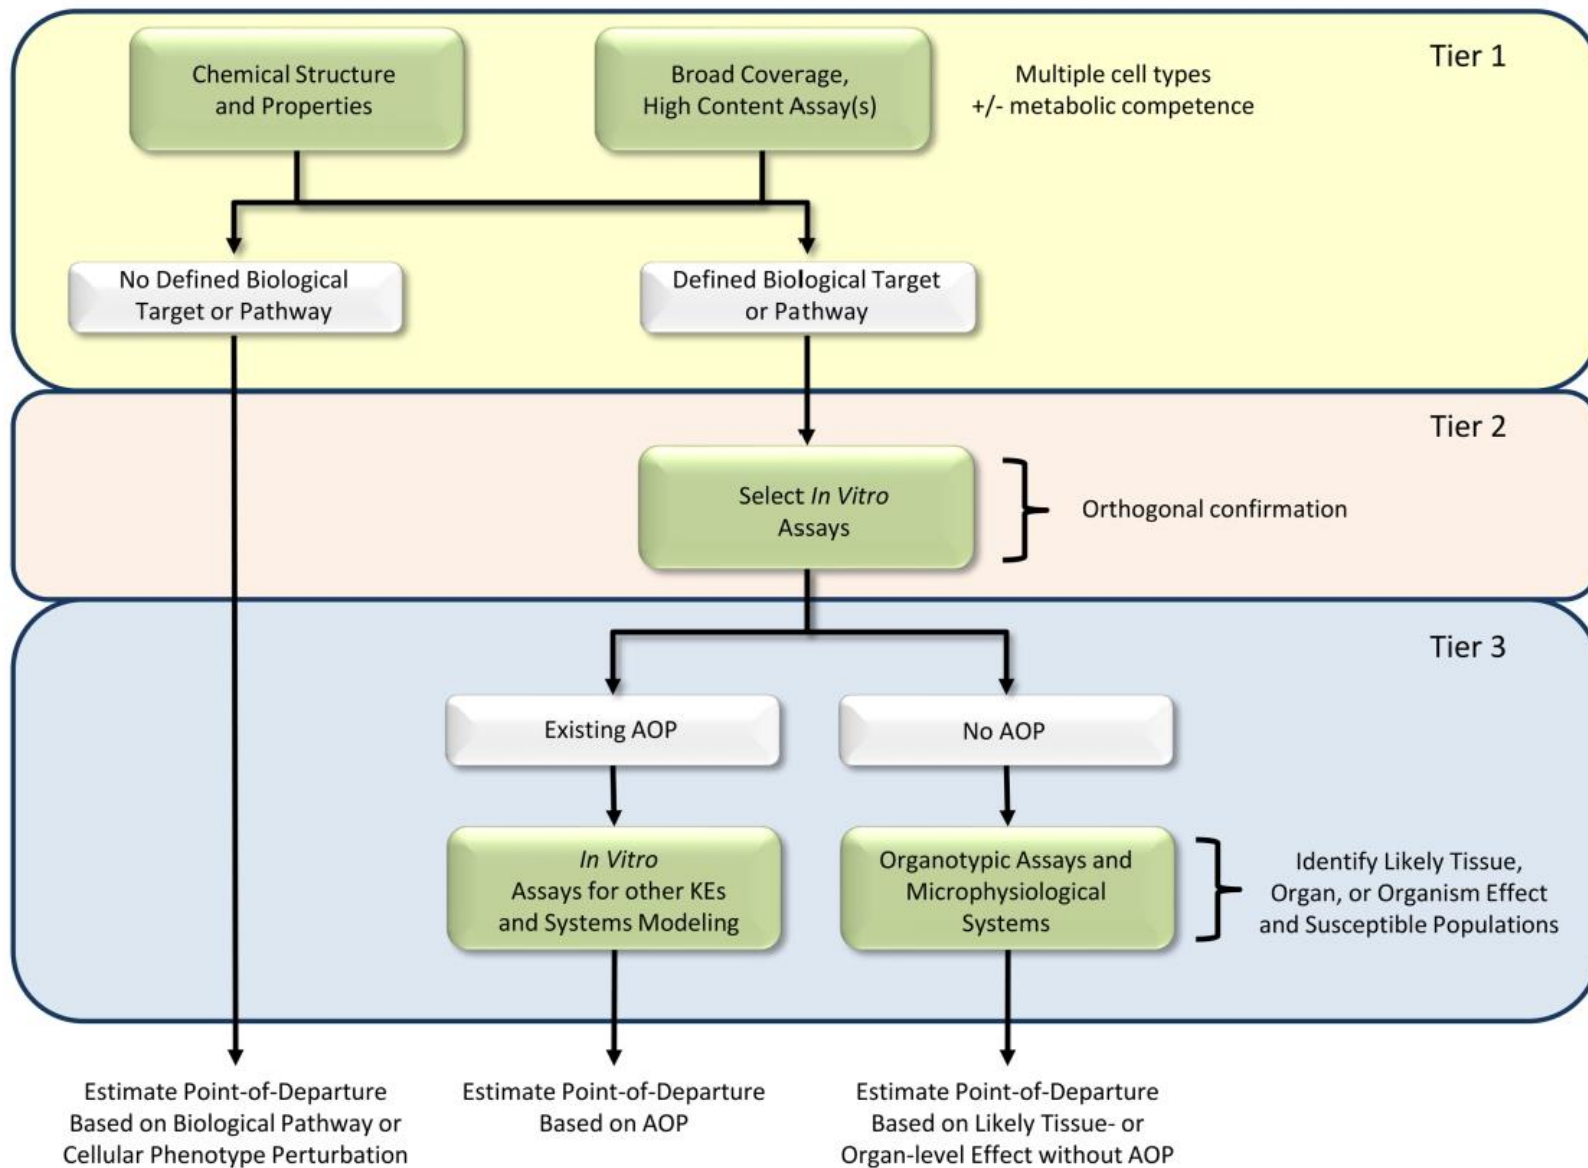 Tier 1
Chemical Structure
and Properties
Broad Coverage,
High Content Assay(s)
Multiple cell types
+/- metabolic competence
No Defined Biological
Target or Pathway
Defined Biological Target
or Pathway
Tier 2
Select In Vitro
Assays
Orthogonal confirmation
Tier 3
Existing AOP
No AOP
In Vitro
Assays for other KEs
and Systems Modeling
Organotypic Assays and
Microphysiological
Systems
Identify Likely Tissue,
Organ, or Organism Effect
and Susceptible Populations
Estimate Point-of-Departure
Based on Biological Pathway or
Cellular Phenotype Perturbation
Estimate Point-of-Departure
Based on AOP
Estimate Point-of-Departure
Based on Likely Tissue- or
Organ-level Effect without AOP